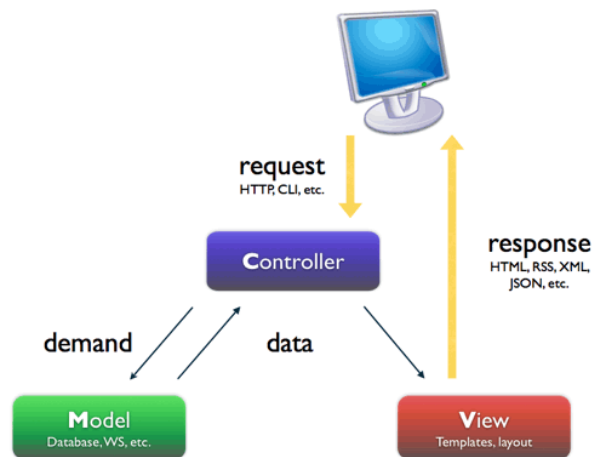 request
HTTP, CLI, etc.
response
HTML, RSS, XML,
JSON, etc.
Controller
demand
data
Model
Database, WS, etc.
View
Templates, layout